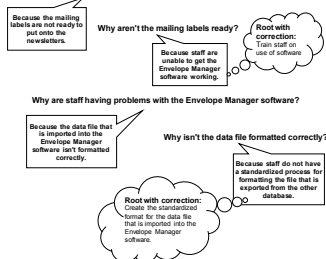 Because the mailing
labels are not ready to
put onto the
newsletters.
Why aren't the mailing labels ready?
Because staff are
unable to get the
Envelope Manager
software working.
Root with
correction:
Train staff on
use of software
Why are staff having problems with the Envelope Manager software?
Because the data file that
is imported into the
Envelope Manager
software isn't formatted
correctly.
Why isn't the data file formatted correctly?
Because staff do not have
a standardized process for
formatting the file that is
exported from the other
database.
Root with correction:
Create the standardized
format for the data file
that is imported into the
Envelope Manager
software.